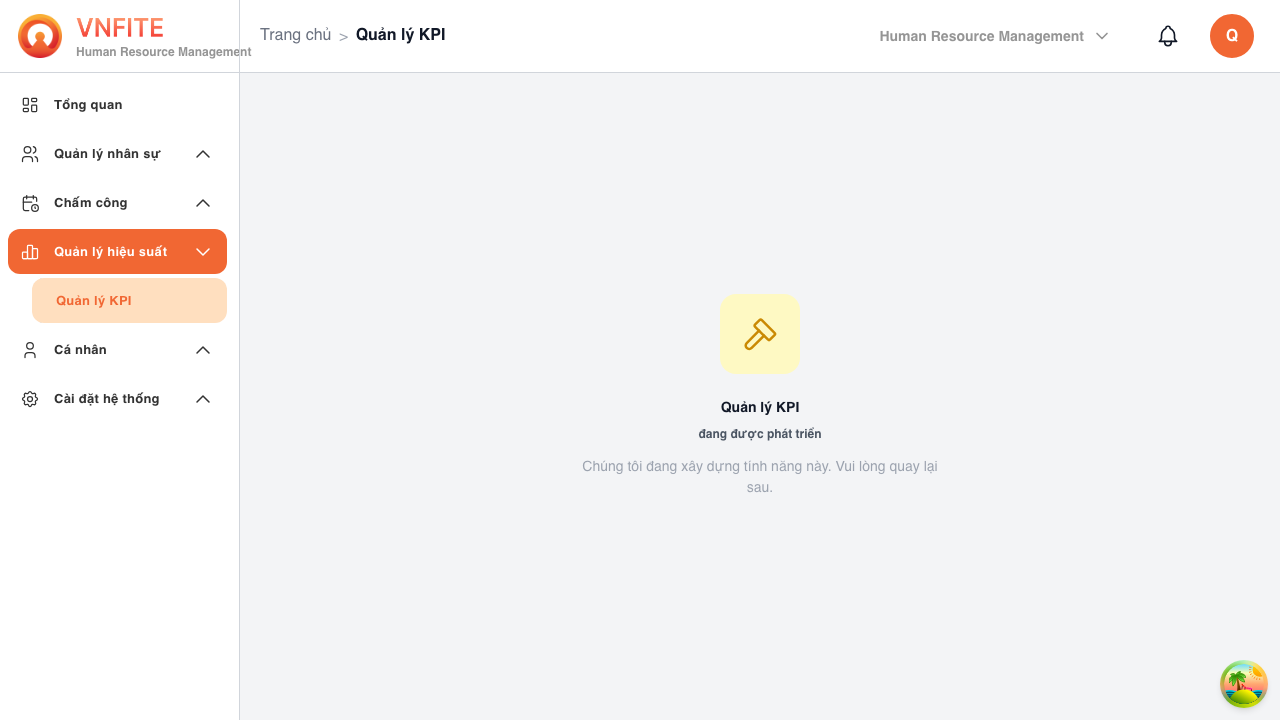 VNFITE
Human Resource Management
Trang chủ > Quản lý KPI
Human Resource Management
Q
Tổng quan
Quản lý nhân sự
Chấm công
Quản lý hiệu suất
Quản lý KPI
Cá nhân
Cài đặt hệ thống
Quản lý KPI
đang được phát triển
Chúng tôi đang xây dựng tính năng này. Vui lòng quay lại
sau.